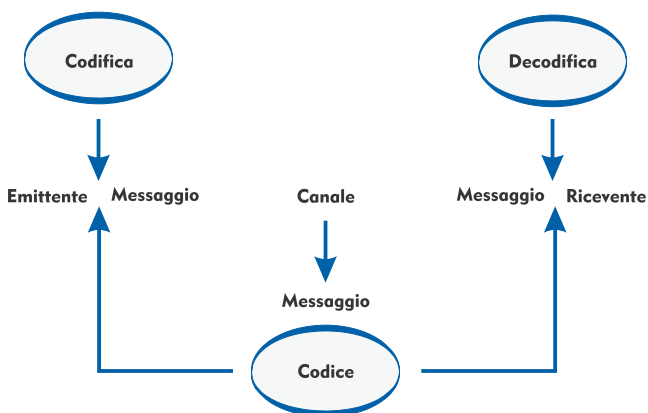 Codifica
Decodifica
Emittente Messaggio
Canale
Messaggio Ricevente
Messaggio
Codice